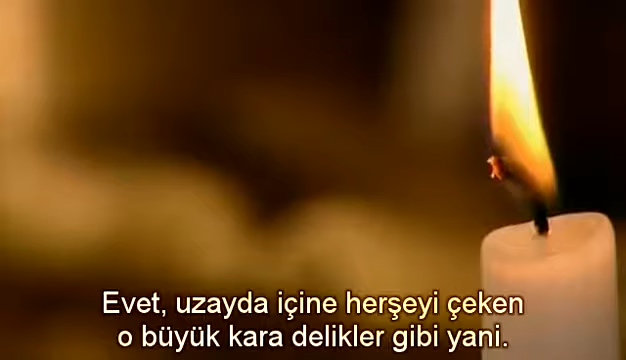 Evet, uzayda içine herşeyi çeken
o büyük kara delikler gibi yani.